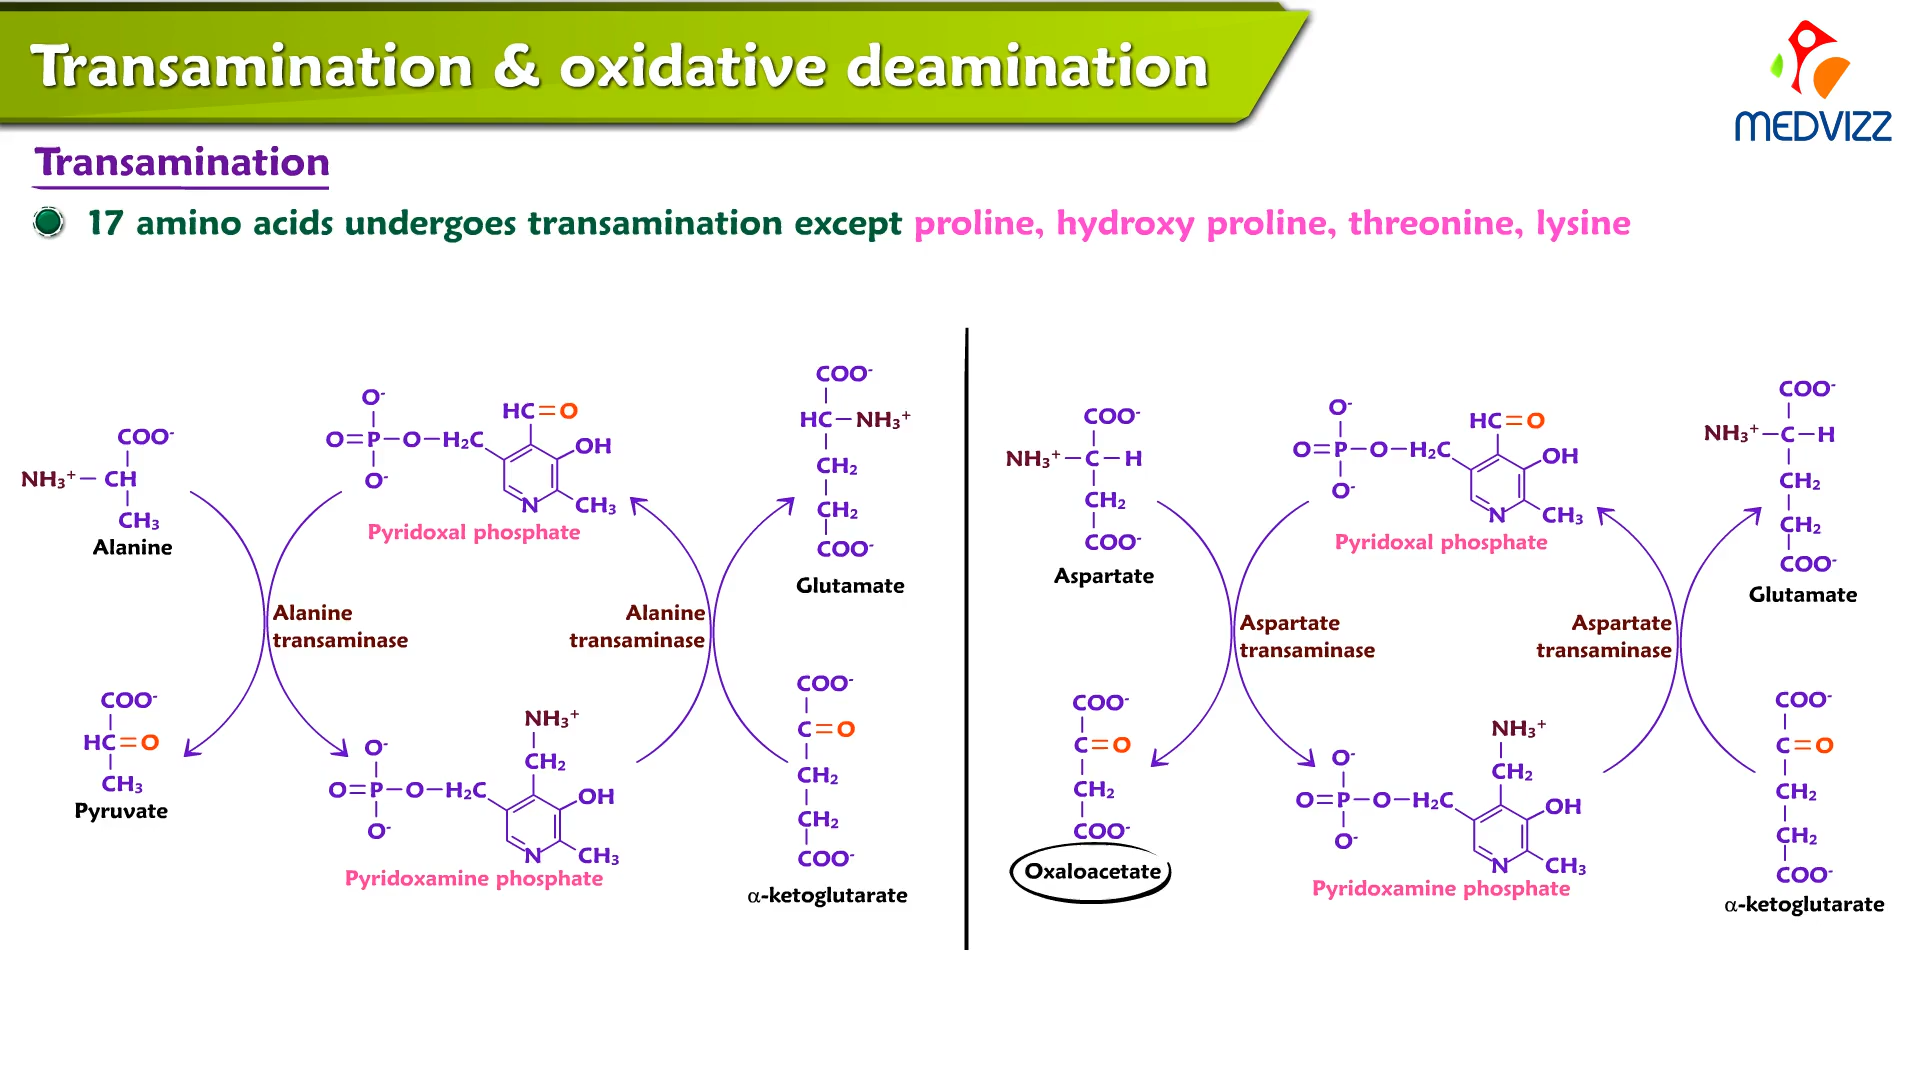 Transamination & oxidative deamination
MEDVIZZ
Transamination
17 amino acids undergoes transamination except proline, hydroxy proline, threonine, lysine
COO-
NH3+ – CH
CH3
Alanine
O-
O=P–O–H2C
O-
HC=O
OH
N
CH3
Pyridoxal phosphate
COO-
HC–NH3+
CH2
CH2
COO-
Glutamate
Alanine
transaminase
Alanine
transaminase
COO-
HC=O
CH3
Pyruvate
O-
O=P–O–H2C
O-
NH3+
CH2
OH
N
CH3
Pyridoxamine phosphate
COO-
C=O
CH2
CH2
COO-
α-ketoglutarate
COO-
NH3+–C–H
CH2
COO-
Aspartate
O-
O=P–O–H2C
O-
HC=O
OH
N
CH3
Pyridoxal phosphate
COO-
NH3+–C–H
CH2
CH2
COO-
Glutamate
Aspartate
transaminase
Aspartate
transaminase
COO-
C=O
CH2
COO-
Oxaloacetate
O-
O=P–O–H2C
O-
NH3+
CH2
OH
N
CH3
Pyridoxamine phosphate
COO-
C=O
CH2
CH2
COO-
α-ketoglutarate